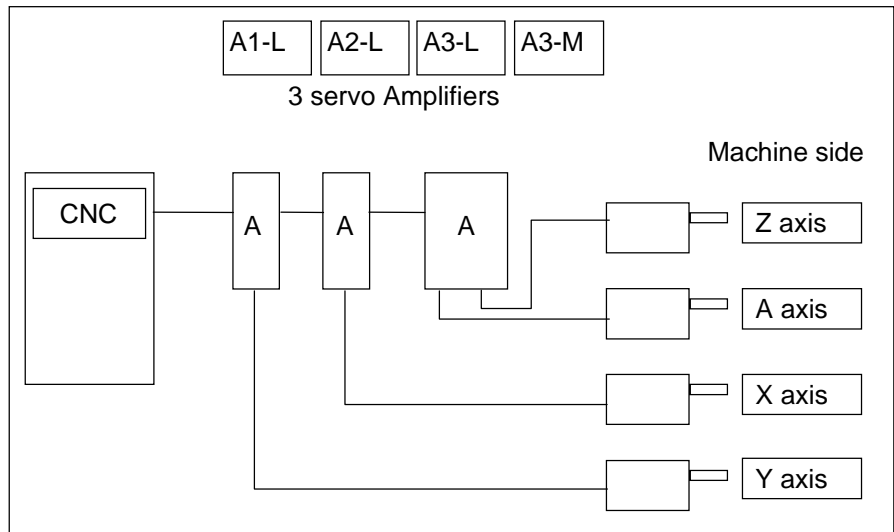 A1-L A2-L A3-L A3-M
3 servo Amplifiers
Machine side
CNC A A A Z axis
A axis
X axis
Y axis